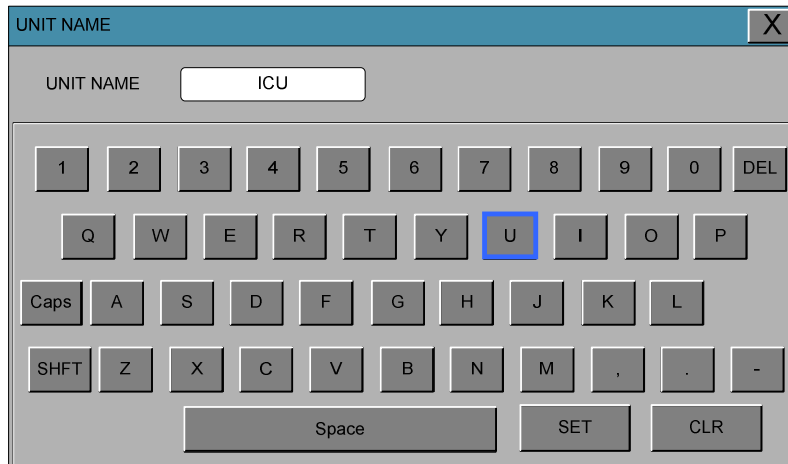 UNIT NAME X
UNIT NAME ICU
1 2 3 4 5 6 7 8 9 0 DEL
Q W E R T Y U I O P
Caps A S D F G H J K L
SHFT Z X C V B N M , . -
Space SET CLR